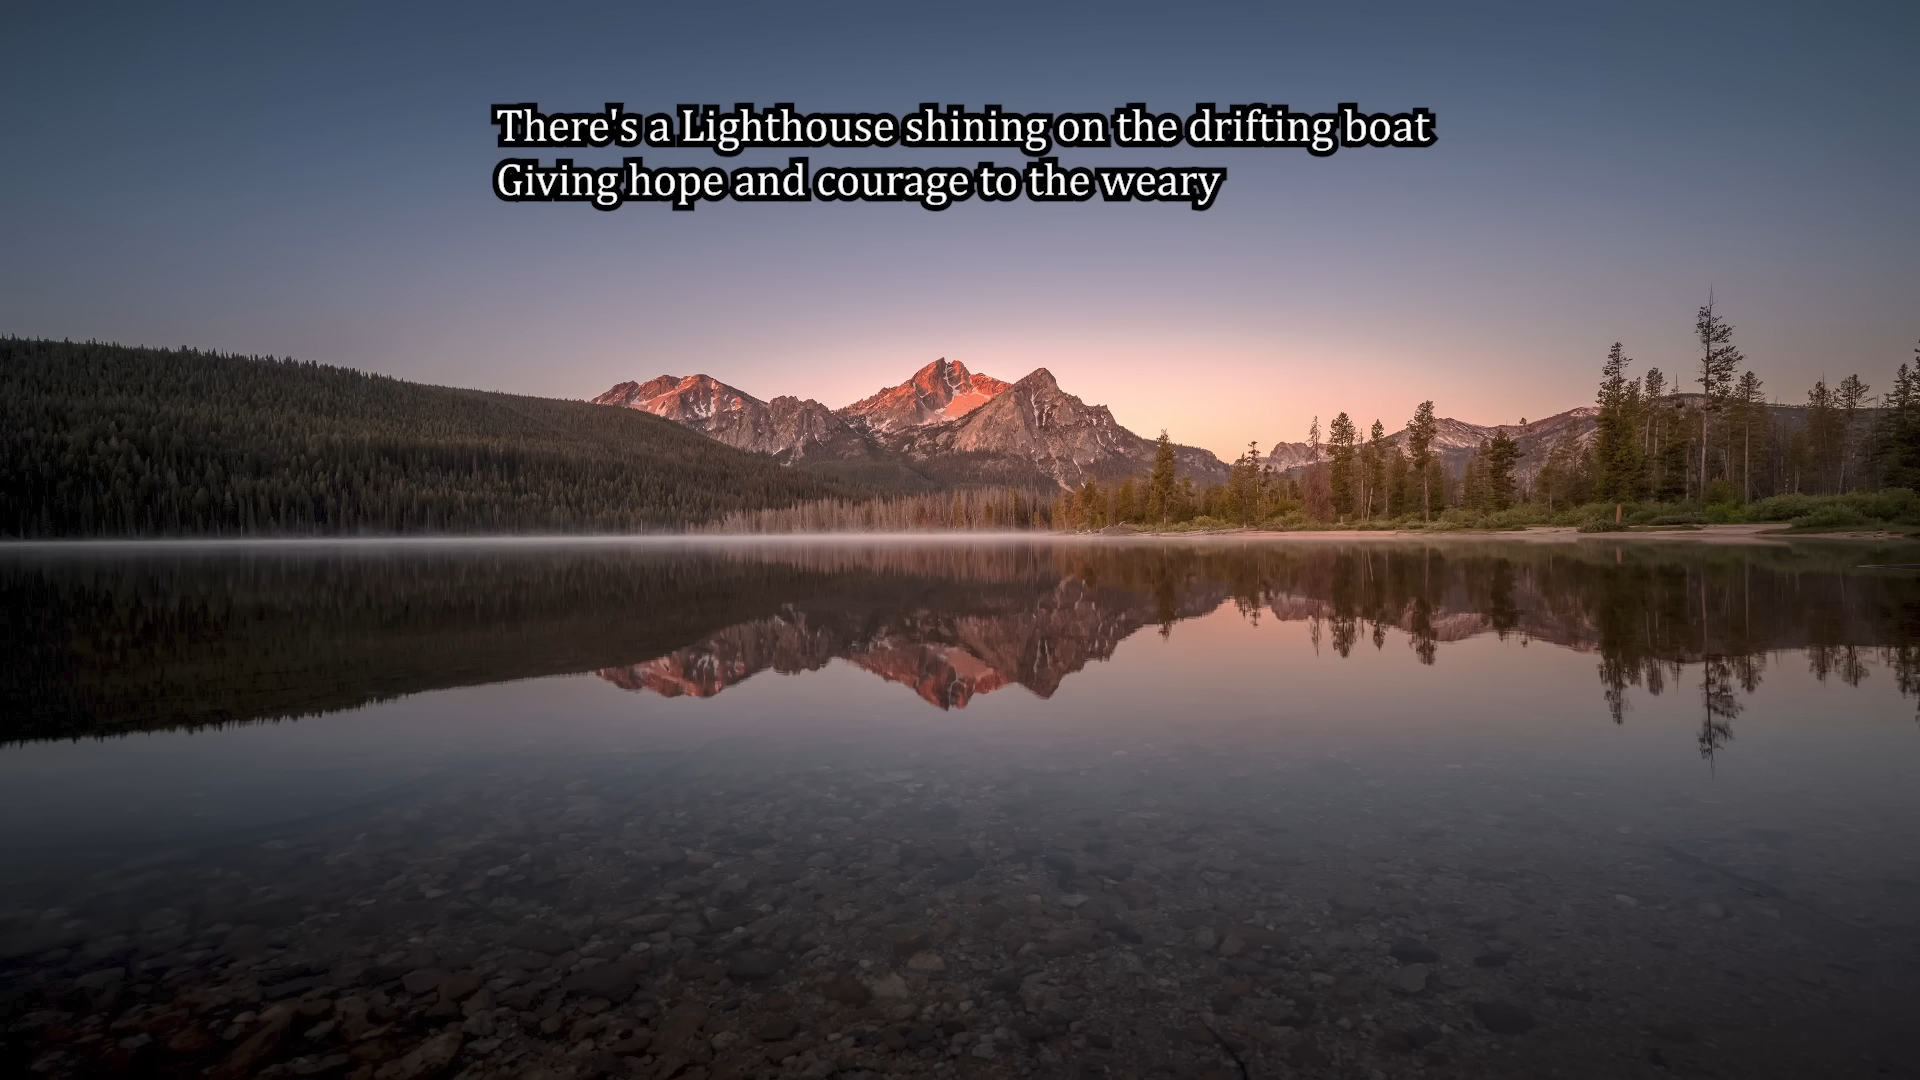 There's a Lighthouse shining on the drifting boat
Giving hope and courage to the weary